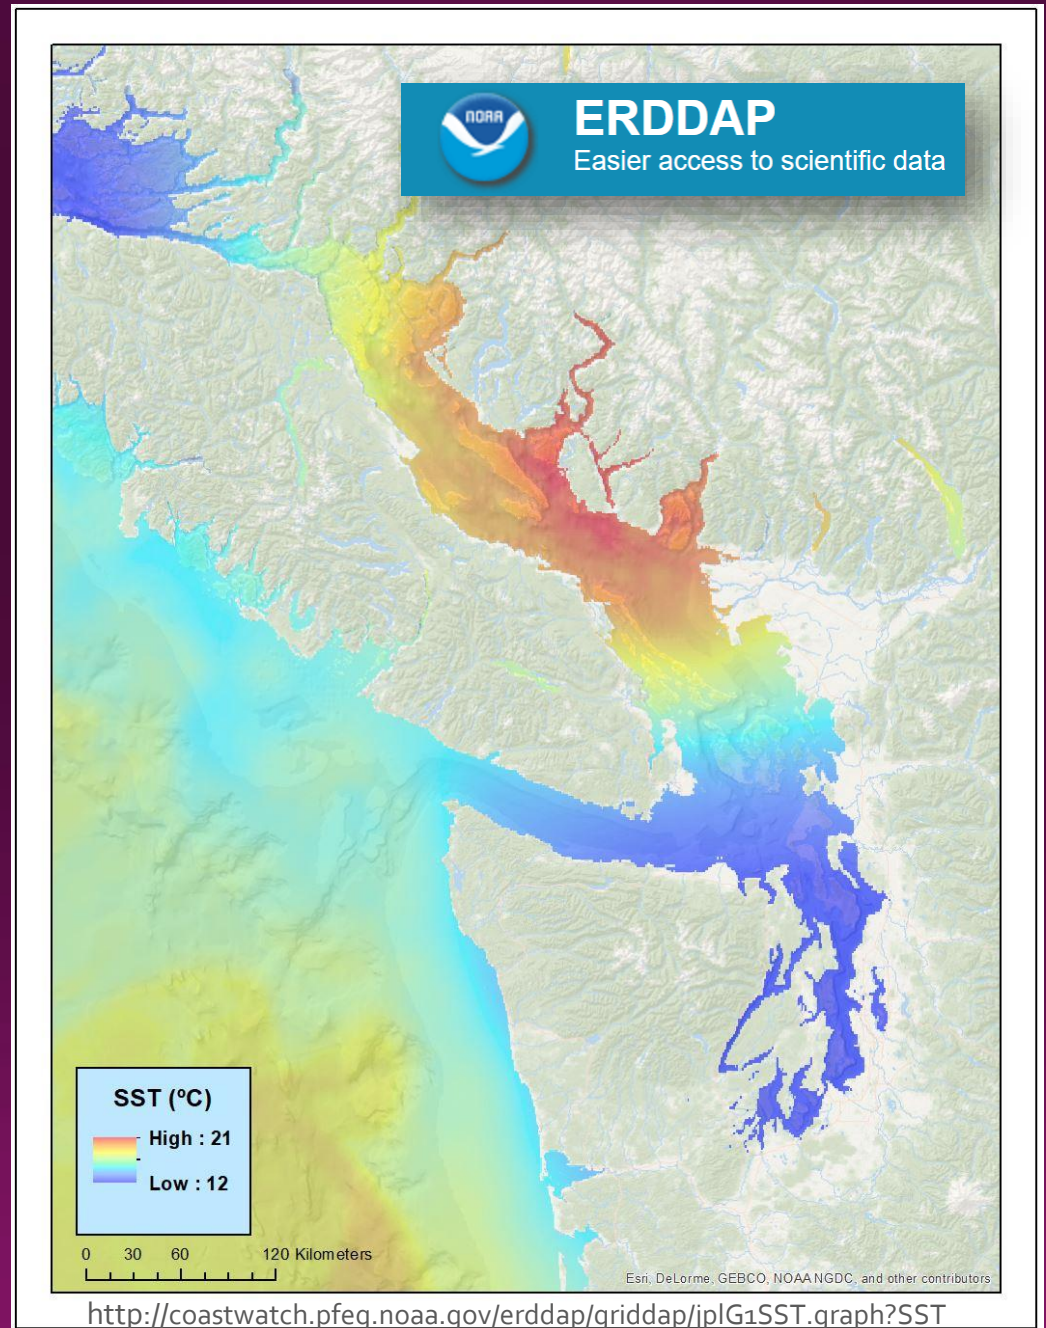 NOAA
ERDDAP
Easier access to scientific data
SST (ºC)
High : 21
Low : 12
0 30 60 120 Kilometers
Esri, DeLorme, GEBCO, NOAA NGDC, and other contributors
http://coastwatch.pfeg.noaa.gov/erddap/griddap/jplG1SST.graph?SST